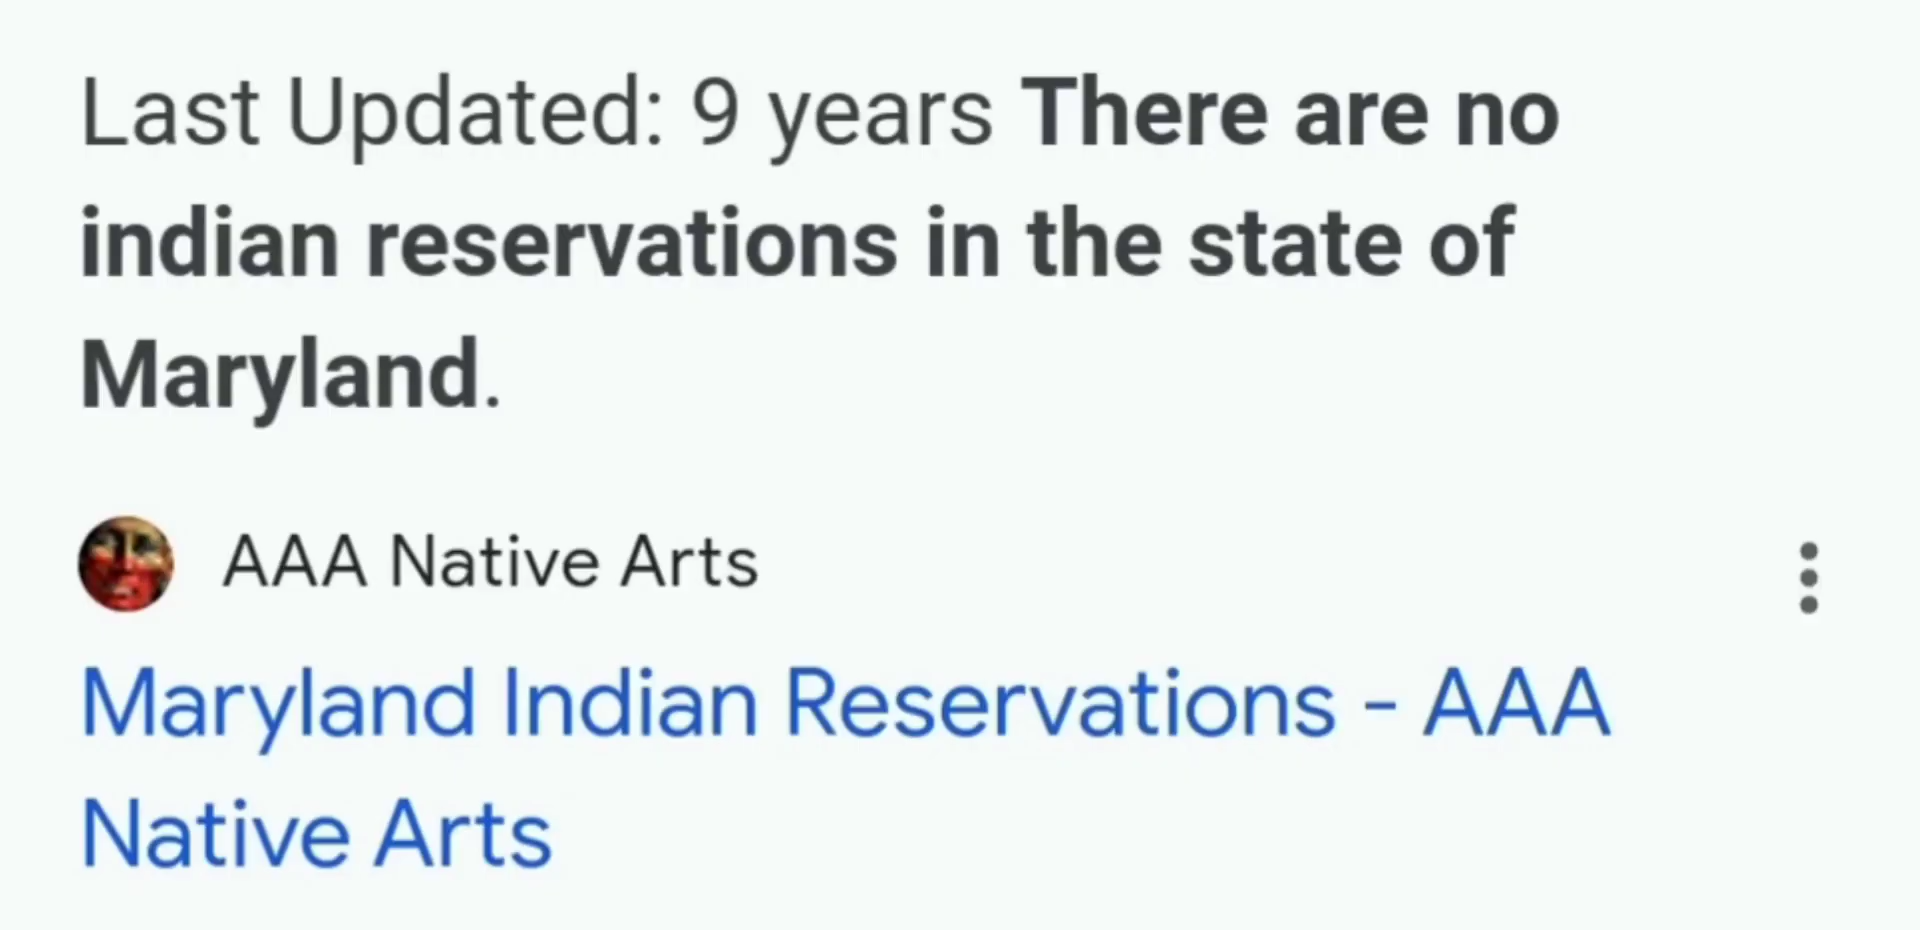 Last Updated: 9 years There are no
indian reservations in the state of
Maryland.
AAA Native Arts
Maryland Indian Reservations - AAA
Native Arts